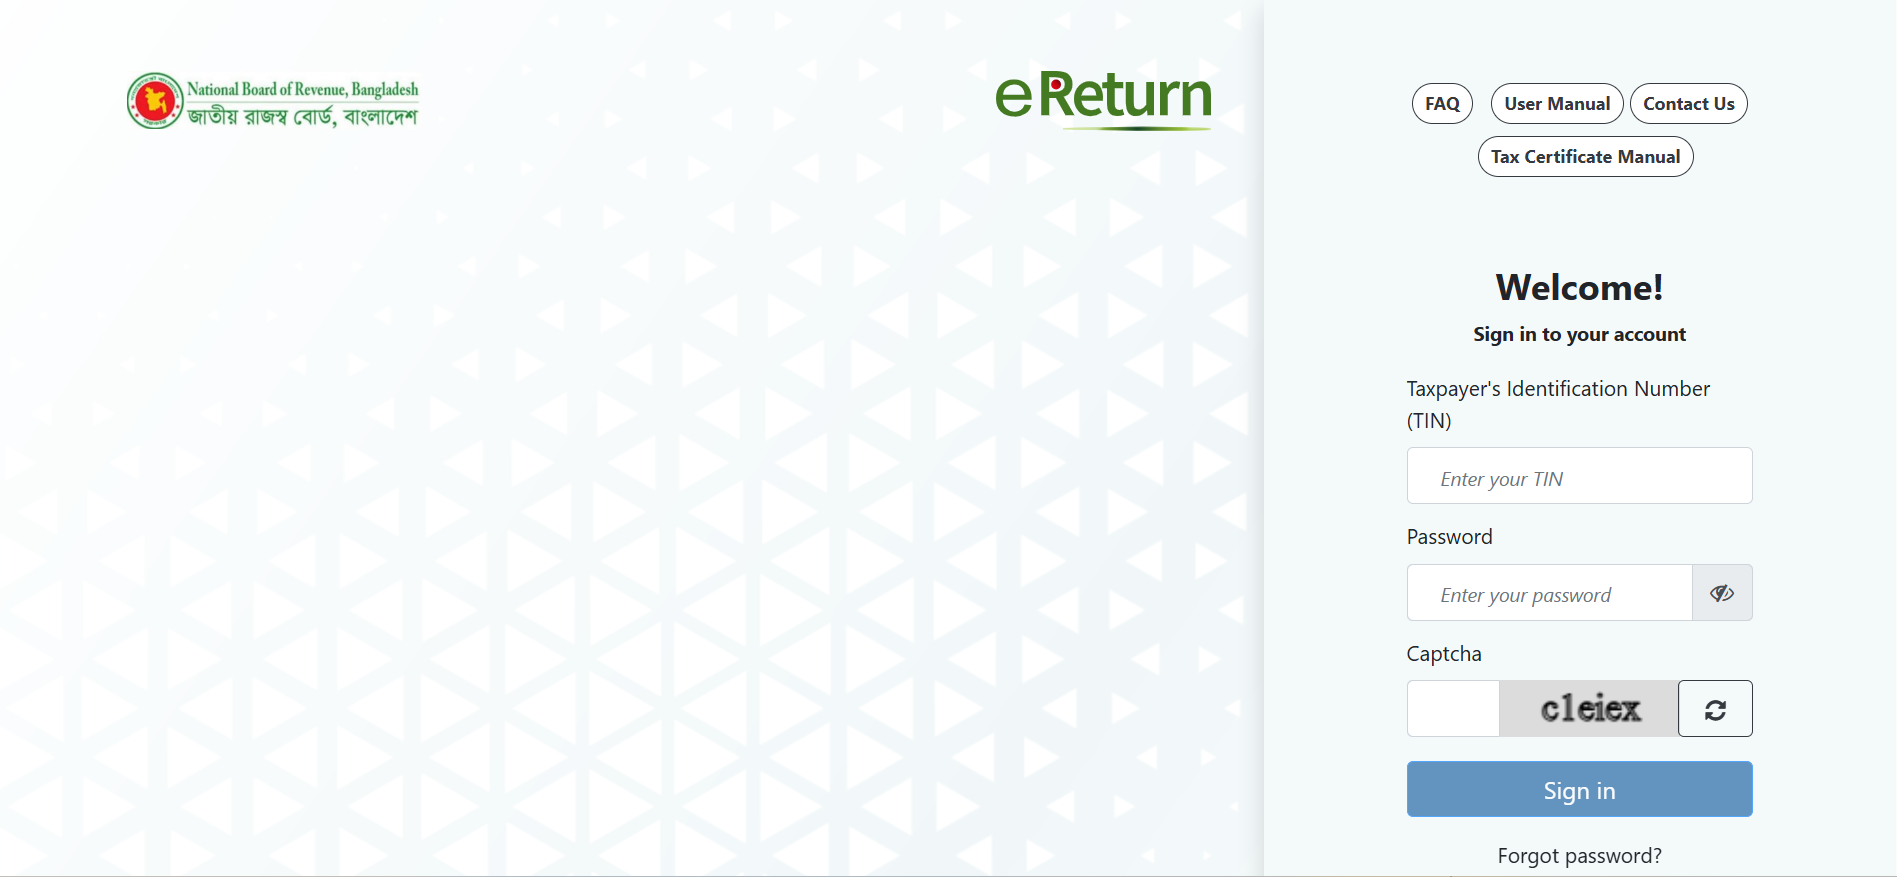 National Board of Revenue, Bangladesh
জাতীয় রাজস্ব বোর্ড, বাংলাদেশ
eReturn
FAQ
User Manual
Contact Us
Tax Certificate Manual
Welcome!
Sign in to your account
Taxpayer's Identification Number
(TIN)
Enter your TIN
Password
Enter your password
Captcha
Sign in
Forgot password?